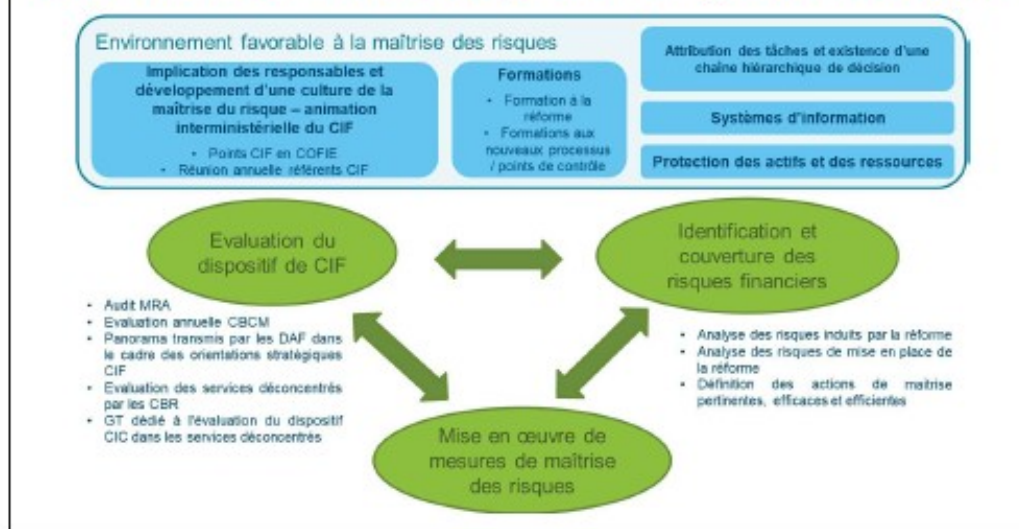 Environnement favorable à la maîtrise des risques
Implication des responsables et
développement d'une culture de la
maîtrise du risque – animation
interministérielle du CIF
• Points CIF en COFIE
• Réunion annuelle référents CIF
Formations
• Formation à la
réforme
• Formations aux
nouveaux processus
/ points de contrôle
Attribution des tâches et existence d'une
chaîne hiérarchique de décision
Systèmes d'information
Protection des actifs et des ressources
Evaluation du
dispositif de CIF
• Audit MRA
• Evaluation annuelle CBCM
• Panorama transmis par les DAF dans
le cadre des orientations stratégiques
CIF
• Evaluation des services déconcentrés
par les CBR
• GT dédié à l'évaluation du dispositif
CIC dans les services déconcentrés
Identification et
couverture des
risques financiers
• Analyse des risques induits par la réforme
• Analyse des risques de mise en place de
la réforme
• Définition des actions de maitrise
pertinentes, efficaces et efficientes
Mise en œuvre de
mesures de maîtrise
des risques